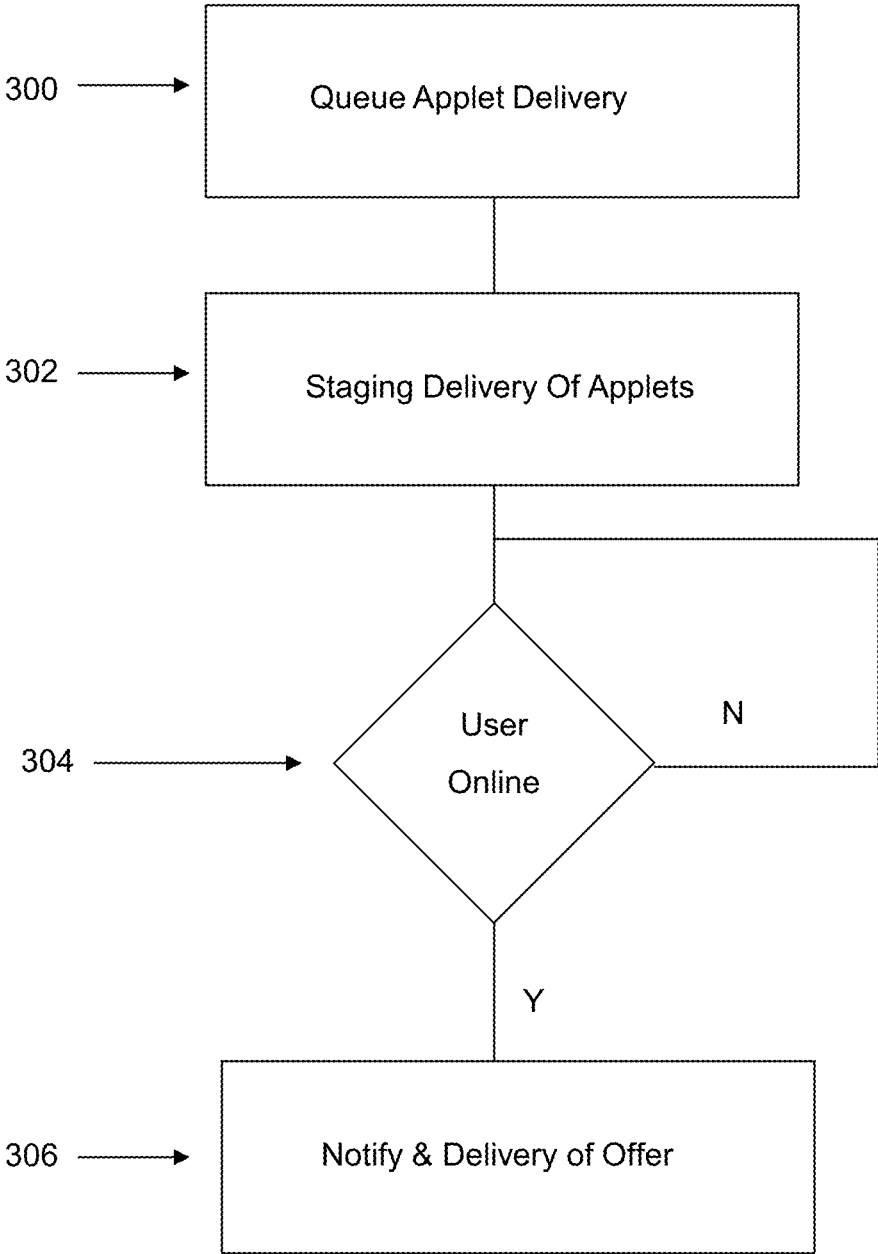 300
Queue Applet Delivery
302
Staging Delivery Of Applets
User
N
304
Online
Y
306
Notify & Delivery of Offer